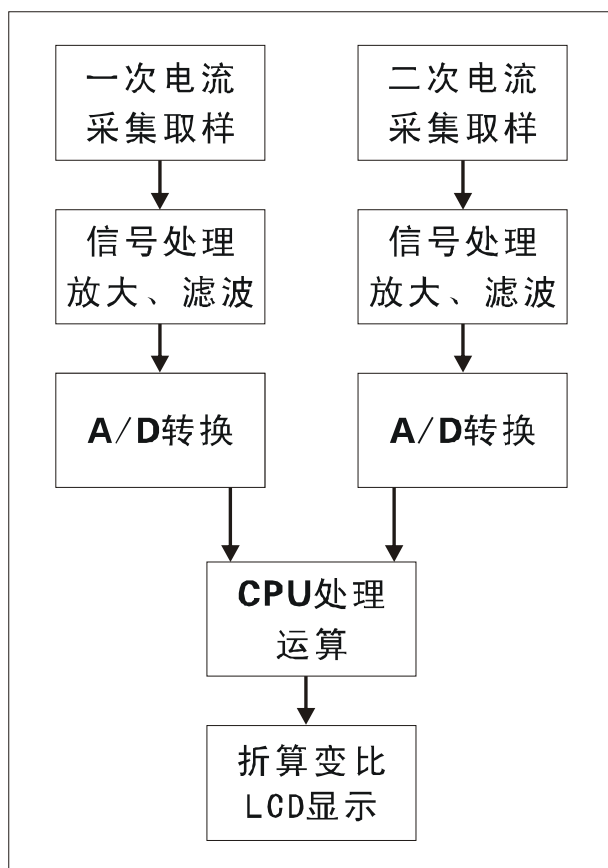 一次电流
采集取样
二次电流
采集取样
信号处理
放大、滤波
信号处理
放大、滤波
A/D转换
A/D转换
CPU处理
运算
折算变比
LCD显示